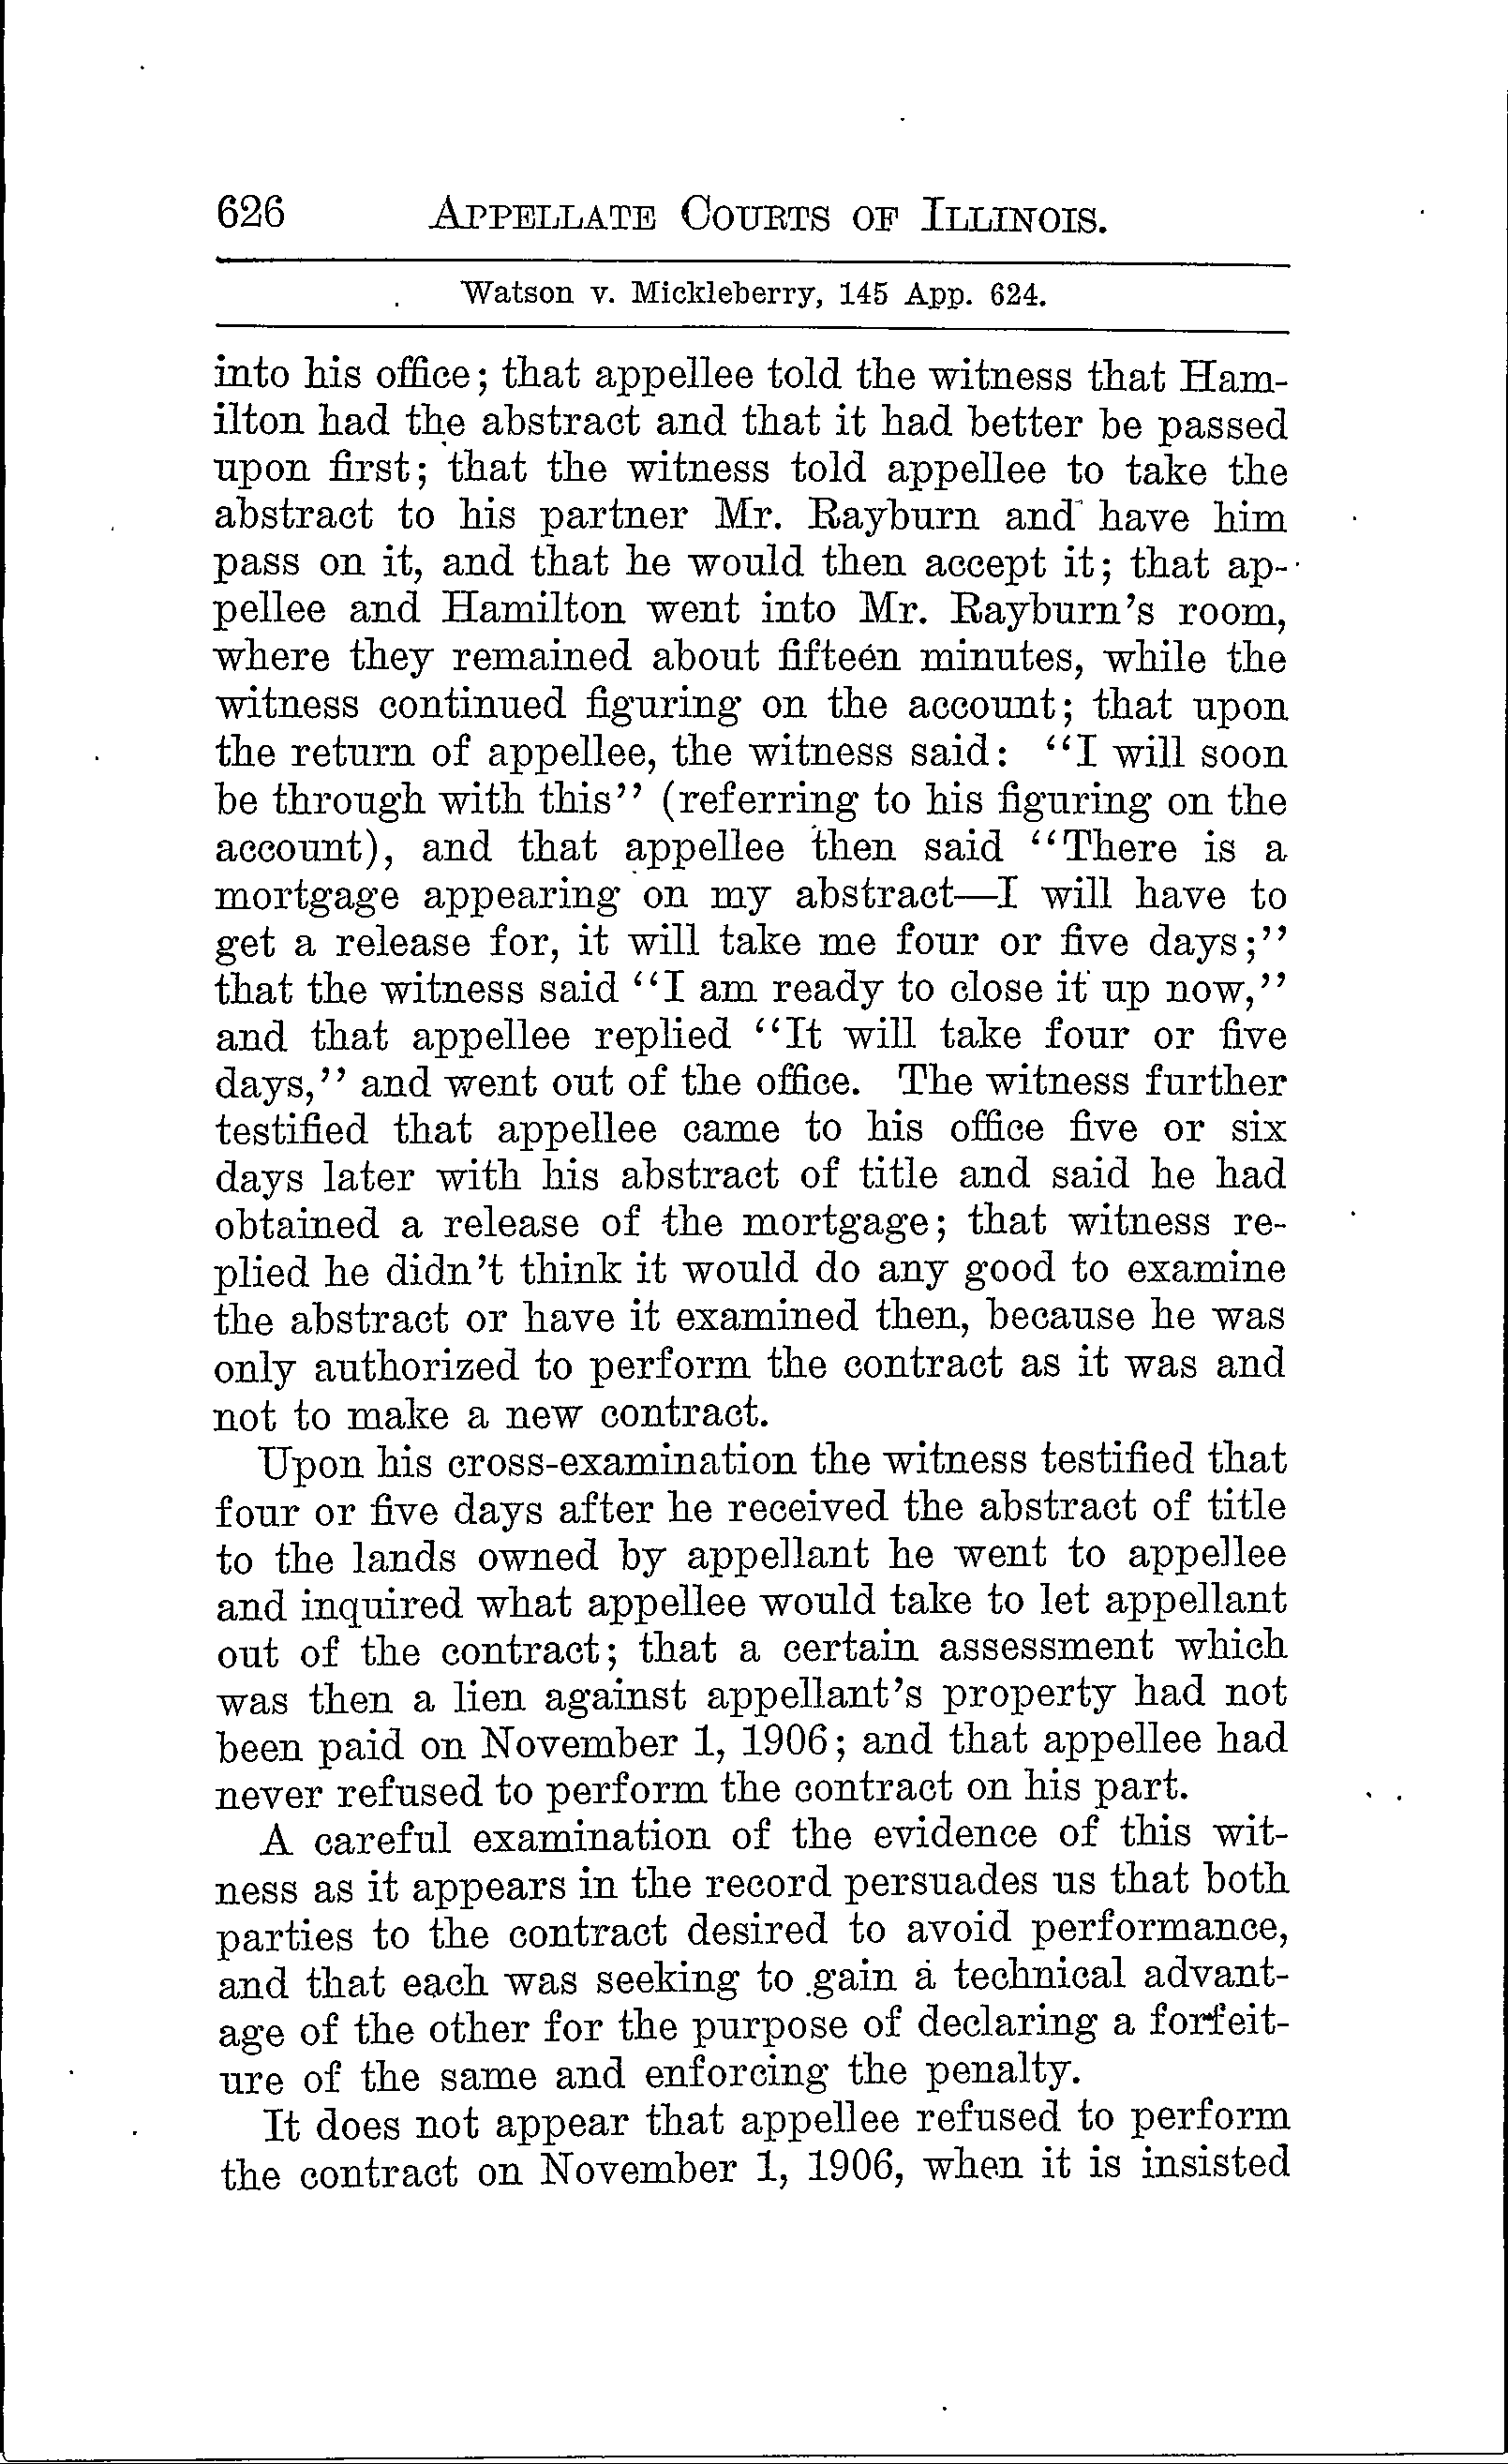 626 APPELLATE COURTS OF ILLINOIS.
Watson v. Mickleberry, 145 App. 624.
into his office; that appellee told the witness that Ham-
ilton had the abstract and that it had better be passed
upon first; that the witness told appellee to take the
abstract to his partner Mr. Rayburn and have him
pass on it, and that he would then accept it; that ap-
pellee and Hamilton went into Mr. Rayburn's room,
where they remained about fifteen minutes, while the
witness continued figuring on the account; that upon
the return of appellee, the witness said: "I will soon
be through with this" (referring to his figuring on the
account), and that appellee then said "There is a
mortgage appearing on my abstract—I will have to
get a release for, it will take me four or five days;"
that the witness said "I am ready to close it up now,"
and that appellee replied "It will take four or five
days," and went out of the office. The witness further
testified that appellee came to his office five or six
days later with his abstract of title and said he had
obtained a release of the mortgage; that witness re-
plied he didn't think it would do any good to examine
the abstract or have it examined then, because he was
only authorized to perform the contract as it was and
not to make a new contract.
Upon his cross-examination the witness testified that
four or five days after he received the abstract of title
to the lands owned by appellant he went to appellee
and inquired what appellee would take to let appellant
out of the contract; that a certain assessment which
was then a lien against appellant's property had not
been paid on November 1, 1906; and that appellee had
never refused to perform the contract on his part.
A careful examination of the evidence of this wit-
ness as it appears in the record persuades us that both
parties to the contract desired to avoid performance,
and that each was seeking to gain a technical advant-
age of the other for the purpose of declaring a forfeit-
ure of the same and enforcing the penalty.
It does not appear that appellee refused to perform
the contract on November 1, 1906, when it is insisted